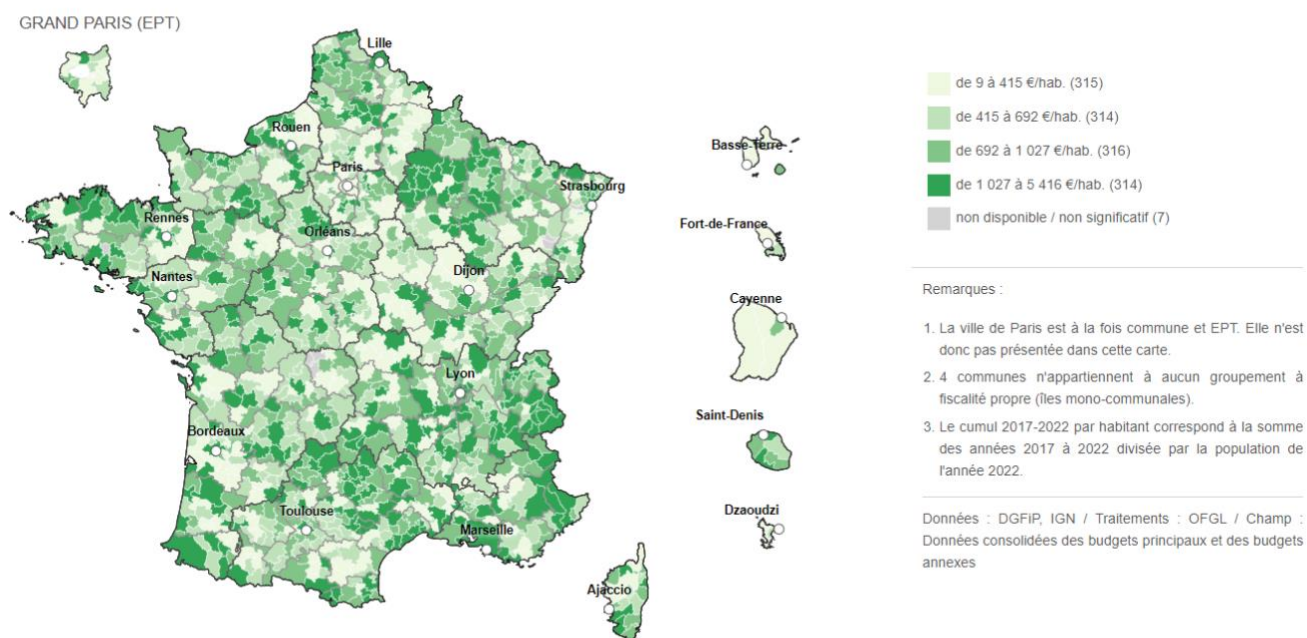 GRAND PARIS (EPT)
Lille
Rouen
Paris
Strasbourg
Rennes
Orléans
Nantes
Dijon
Lyon
Bordeaux
Toulouse
Marseille
Ajaccio
Basse-Terre
Fort-de-France
Cayenne
Saint-Denis
Dzaoudzi
de 9 à 415 €/hab. (315)
de 415 à 692 €/hab. (314)
de 692 à 1 027 €/hab. (316)
de 1 027 à 5 416 €/hab. (314)
non disponible / non significatif (7)
Remarques :
1. La ville de Paris est à la fois commune et EPT. Elle n'est
donc pas présentée dans cette carte.
2. 4 communes n'appartiennent à aucun groupement à
fiscalité propre (îles mono-communales).
3. Le cumul 2017-2022 par habitant correspond à la somme
des années 2017 à 2022 divisée par la population de
l'année 2022.
Données : DGFiP, IGN / Traitements : OFGL / Champ :
Données consolidées des budgets principaux et des budgets
annexes